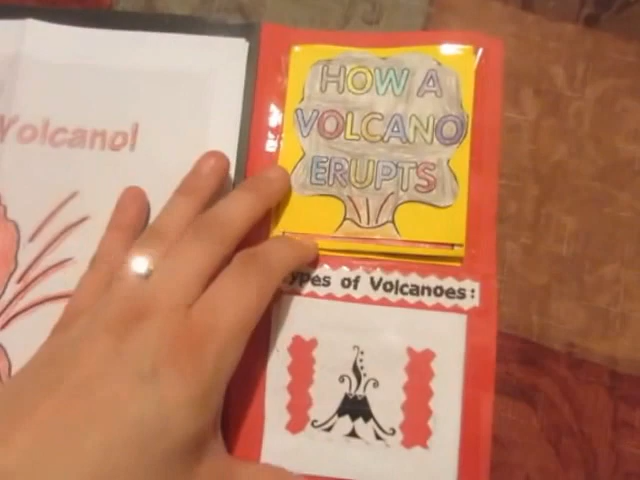 Volcano!
HOW A
VOLCANO
ERUPTS
ypes of Volcanoes: